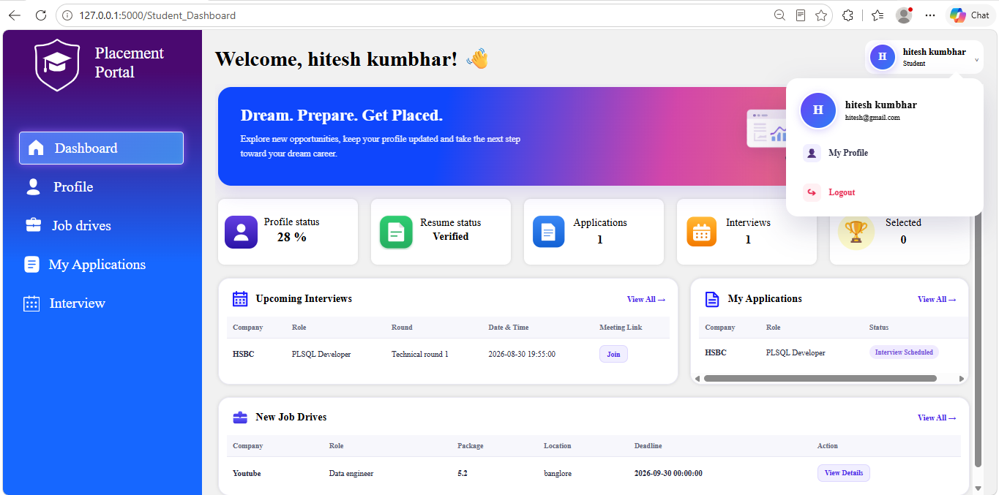 127.0.0.1:5000/Student_Dashboard
Chat
Placement
Portal
Dashboard
Profile
Job drives
My Applications
Interview
Welcome, hitesh kumbhar! 👋
H
hitesh kumbhar
Student
H
hitesh kumbhar
hitesh@gmail.com
My Profile
Logout
Dream. Prepare. Get Placed.
Explore new opportunities, keep your profile updated and take the next step
toward your dream career.
Profile status
28 %
Resume status
Verified
Applications
1
Interviews
1
Selected
0
Upcoming Interviews
View All →
Company Role Round Date & Time Meeting Link
HSBC PLSQL Developer Technical round 1 2026-08-30 19:55:00 Join
My Applications
View All →
Company Role Status
HSBC PLSQL Developer Interview Scheduled
New Job Drives
View All →
Company Role Package Location Deadline Action
Youtube Data engineer 5.2 banglore 2026-09-30 00:00:00 View Details